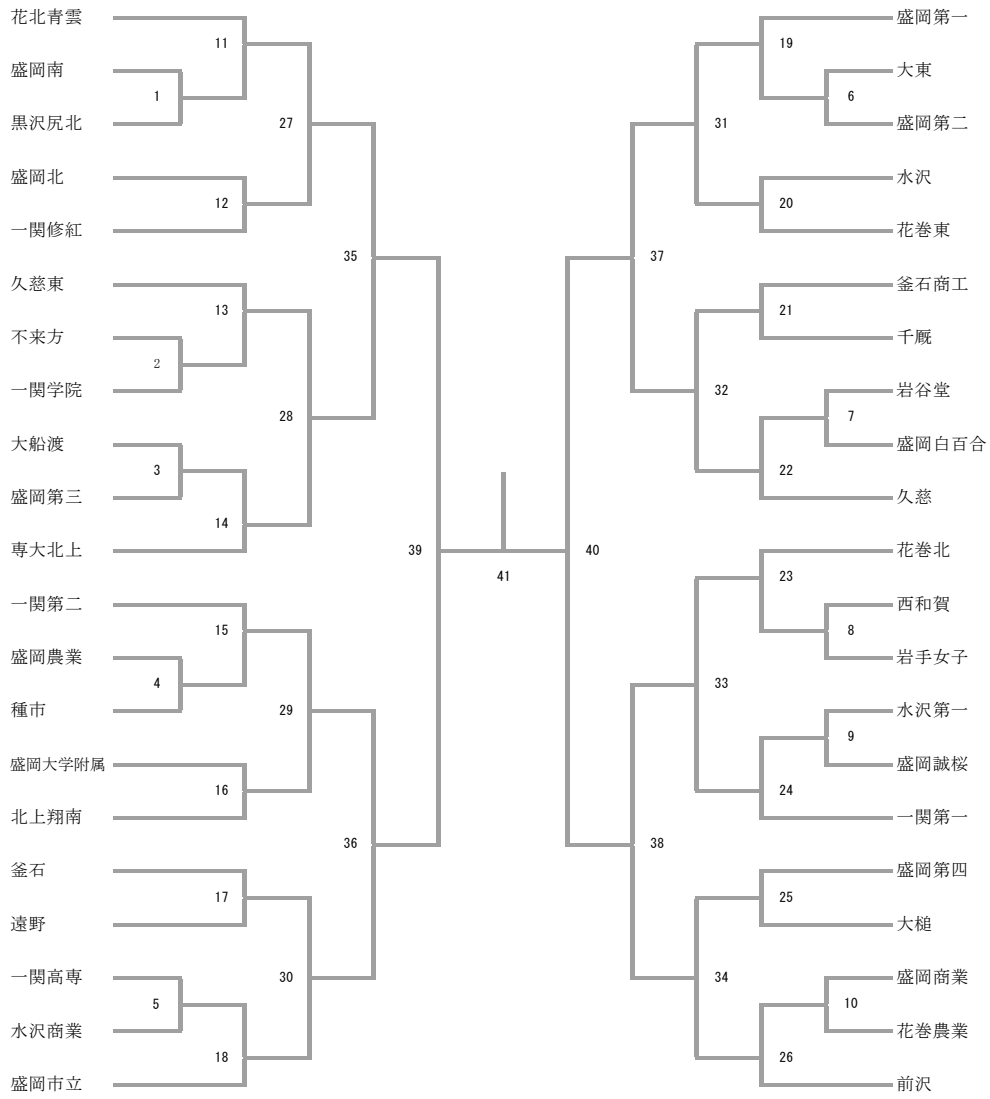 花北青雲
11
盛岡南
1
黒沢尻北
27
盛岡北
12
一関修紅
35
久慈東
13
不来方
2
一関学院
28
大船渡
3
盛岡第三
14
専大北上
39
一関第二
15
盛岡農業
4
種市
29
盛岡大学附属
16
北上翔南
36
釜石
17
遠野
一関高専
30
5
水沢商業
18
盛岡市立
41
盛岡第一
19
大東
6
盛岡第二
31
水沢
20
花巻東
37
釜石商工
21
千厩
岩谷堂
32
7
盛岡白百合
22
久慈
花巻北
40
23
西和賀
8
岩手女子
33
水沢第一
9
盛岡誠桜
24
一関第一
38
盛岡第四
25
大槌
盛岡商業
34
10
花巻農業
26
前沢